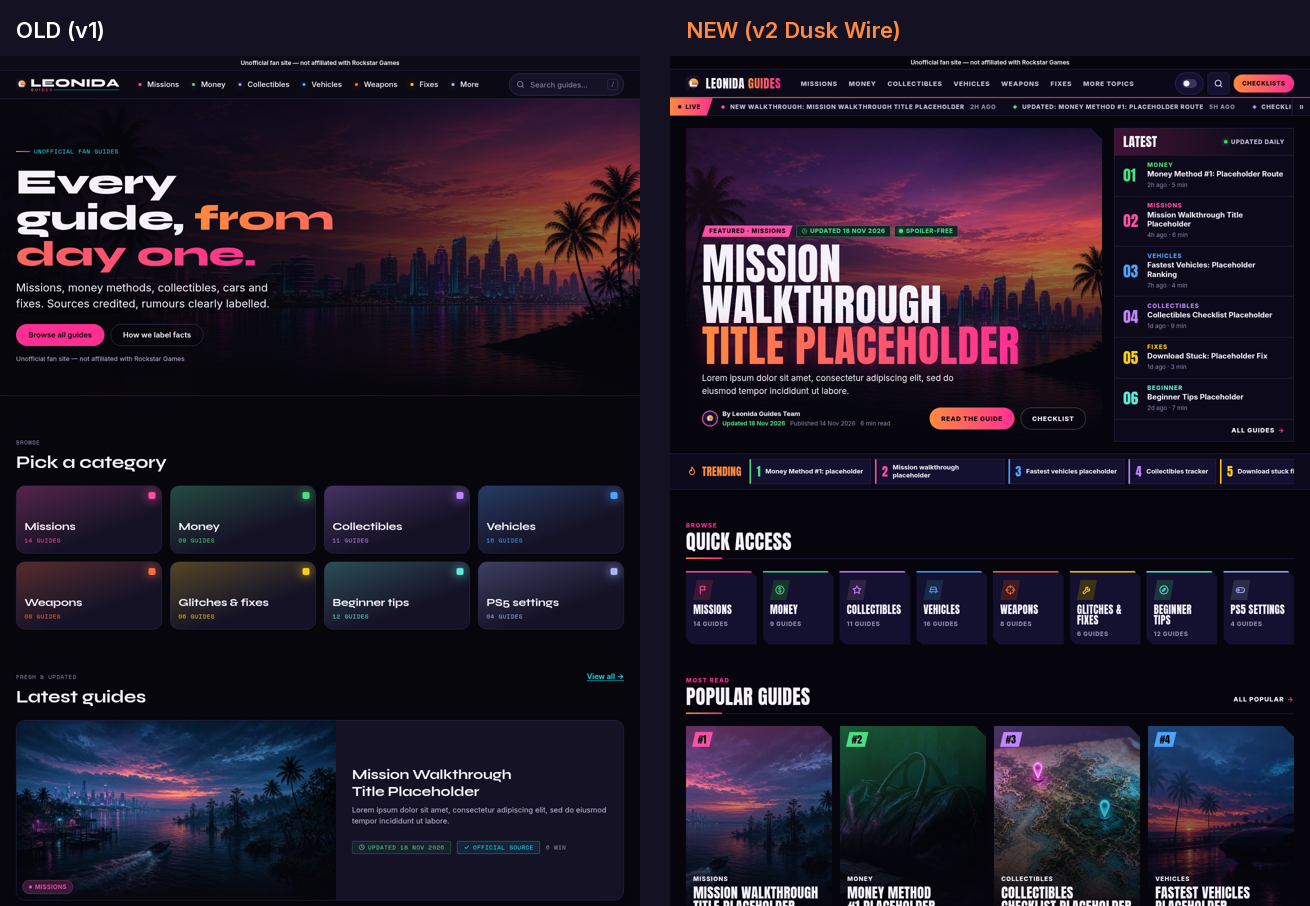 OLD (v1)
Unofficial fan site — not affiliated with Rockstar Games
LEONIDA
GUIDES
Missions
Money
Collectibles
Vehicles
Weapons
Fixes
More
Search guides...
/
UNOFFICIAL FAN GUIDES
Every
guide, from
day one.
Missions, money methods, collectibles, cars and
fixes. Sources credited, rumours clearly labelled.
Browse all guides
How we label facts
Unofficial fan site — not affiliated with Rockstar Games
BROWSE
Pick a category
Missions
14 GUIDES
Money
09 GUIDES
Collectibles
11 GUIDES
Vehicles
16 GUIDES
Weapons
08 GUIDES
Glitches & fixes
06 GUIDES
Beginner tips
12 GUIDES
PS5 settings
04 GUIDES
FRESH & UPDATED
Latest guides
View all →
MISSIONS
Mission Walkthrough
Title Placeholder
Lorem ipsum dolor sit amet, consectetur adipiscing elit, sed do eiusmod
tempor incididunt ut labore.
UPDATED 18 NOV 2026
✓ OFFICIAL SOURCE
6 MIN
NEW (v2 Dusk Wire)
Unofficial fan site — not affiliated with Rockstar Games
LEONIDA GUIDES
MISSIONS
MONEY
COLLECTIBLES
VEHICLES
WEAPONS
FIXES
MORE TOPICS
CHECKLISTS
LIVE
NEW WALKTHROUGH: MISSION WALKTHROUGH TITLE PLACEHOLDER 2H AGO
UPDATED: MONEY METHOD #1: PLACEHOLDER ROUTE 5H AGO
CHECKLI
FEATURED · MISSIONS
UPDATED 18 NOV 2026
SPOILER-FREE
MISSION
WALKTHROUGH
TITLE PLACEHOLDER
Lorem ipsum dolor sit amet, consectetur adipiscing elit, sed do
eiusmod tempor incididunt ut labore.
By Leonida Guides Team
Updated 18 Nov 2026 Published 14 Nov 2026 6 min read
READ THE GUIDE
CHECKLIST
LATEST
UPDATED DAILY
01
MONEY
Money Method #1: Placeholder Route
2h ago · 5 min
02
MISSIONS
Mission Walkthrough Title
Placeholder
4h ago · 6 min
03
VEHICLES
Fastest Vehicles: Placeholder
Ranking
7h ago · 4 min
04
COLLECTIBLES
Collectibles Checklist Placeholder
1d ago · 9 min
05
FIXES
Download Stuck: Placeholder Fix
1d ago · 3 min
06
BEGINNER
Beginner Tips Placeholder
2d ago · 7 min
ALL GUIDES →
TRENDING
1 Money Method #1: placeholder
2 Mission walkthrough
placeholder
3 Fastest vehicles placeholder
4 Collectibles tracker
5 Download stuck fi
BROWSE
QUICK ACCESS
MISSIONS
14 GUIDES
MONEY
9 GUIDES
COLLECTIBLES
11 GUIDES
VEHICLES
16 GUIDES
WEAPONS
8 GUIDES
GLITCHES &
FIXES
6 GUIDES
BEGINNER
TIPS
12 GUIDES
PS5 SETTINGS
4 GUIDES
MOST READ
POPULAR GUIDES
ALL POPULAR →
#1
MISSIONS
MISSION WALKTHROUGH
TITLE PLACEHOLDER
#2
MONEY
MONEY METHOD
#1 PLACEHOLDER
#3
COLLECTIBLES
COLLECTIBLES
CHECKLIST PLACEHOLDER
#4
VEHICLES
FASTEST VEHICLES
PLACEHOLDER